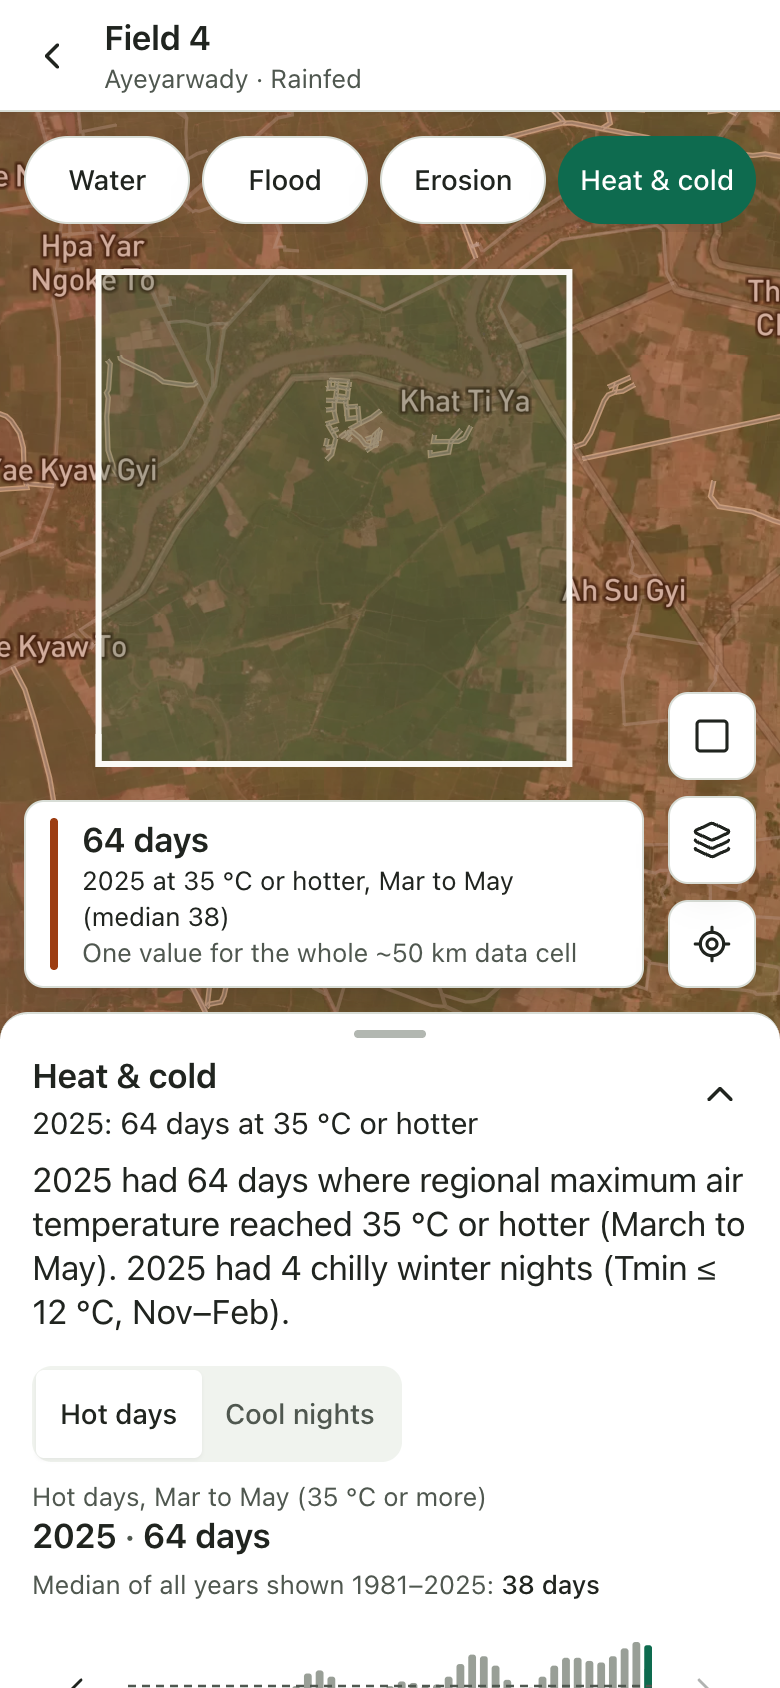 Field 4
Ayeyarwady · Rainfed
Water
Flood
Erosion
Heat & cold
Hpa Yar
Ngoke To
Khat Ti Ya
Kyaw Gyi
Ah Su Gyi
Kyaw To
64 days
2025 at 35 °C or hotter, Mar to May
(median 38)
One value for the whole ~50 km data cell
Heat & cold
2025: 64 days at 35 °C or hotter
2025 had 64 days where regional maximum air
temperature reached 35 °C or hotter (March to
May). 2025 had 4 chilly winter nights (Tmin ≤
12 °C, Nov–Feb).
Hot days
Cool nights
Hot days, Mar to May (35 °C or more)
2025 · 64 days
Median of all years shown 1981–2025: 38 days